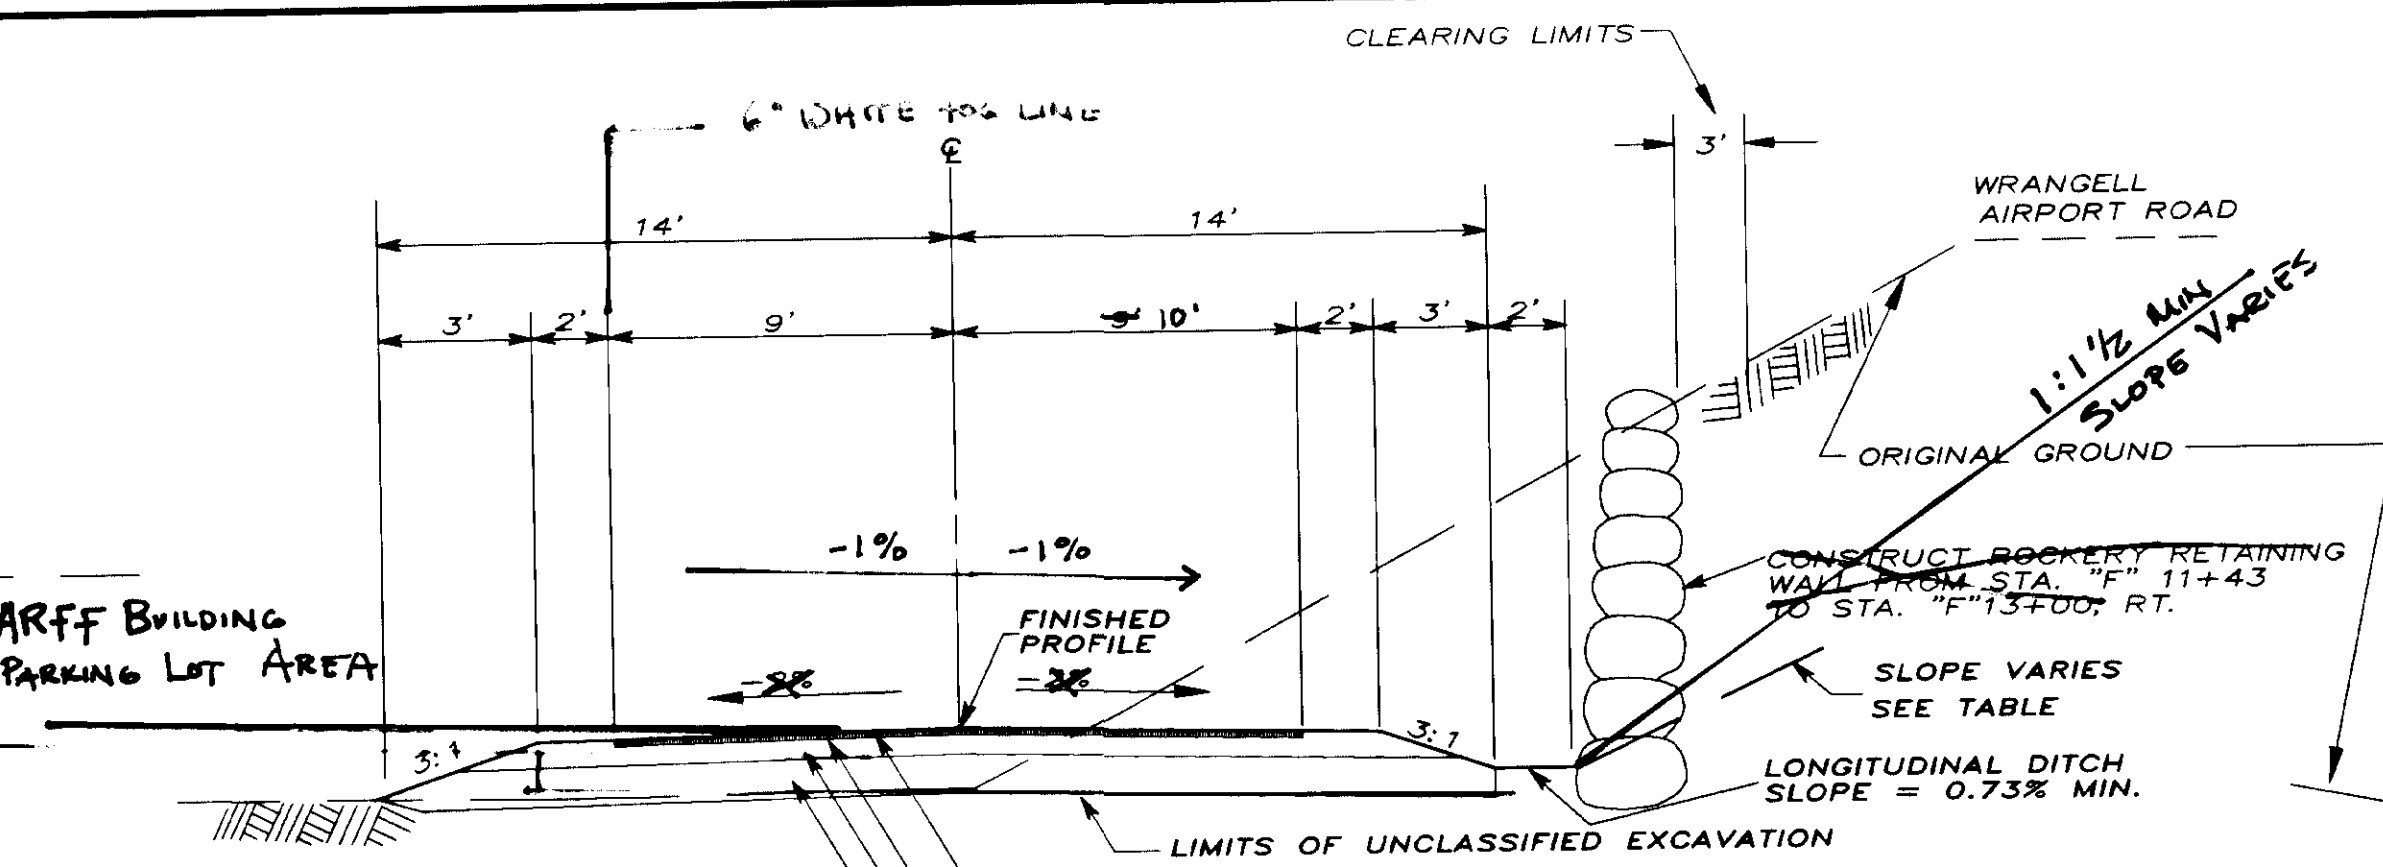 CLEARING LIMITS
6" WHITE FOG LINE
℄
3'
WRANGELL
AIRPORT ROAD
14'
14'
3'
2'
9'
9' 10'
2'
3'
2'
1:1 1/2 MIN
SLOPE VARIES
ORIGINAL GROUND
-1%
-1%
CONSTRUCT ROCKERY RETAINING
WALL FROM STA. "F" 11+43
TO STA. "F"13+00, RT.
ARFF BUILDING
PARKING LOT AREA
FINISHED
PROFILE
SLOPE VARIES
SEE TABLE
3:1
3:1
LONGITUDINAL DITCH
SLOPE = 0.73% MIN.
LIMITS OF UNCLASSIFIED EXCAVATION